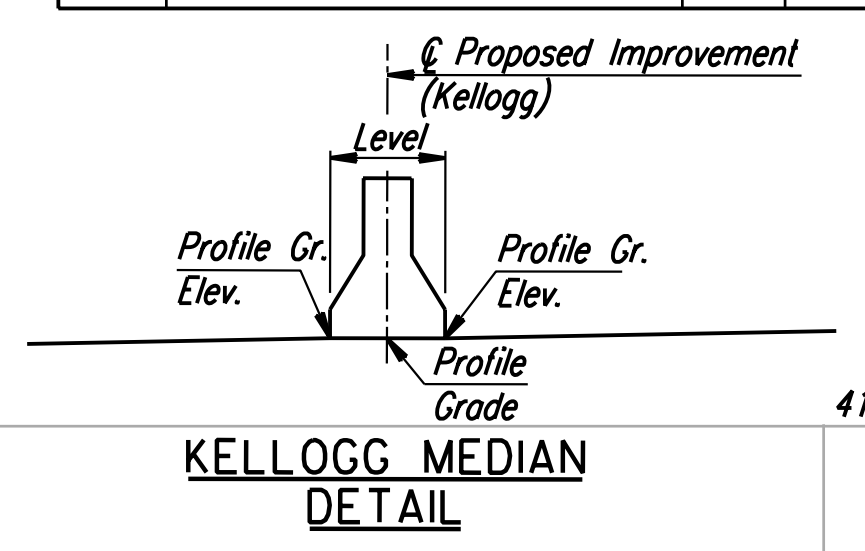 ℄ Proposed Improvement
(Kellogg)
Level
Profile Gr.
Elev.
Profile Gr.
Elev.
Profile
Grade
KELLOGG MEDIAN
DETAIL